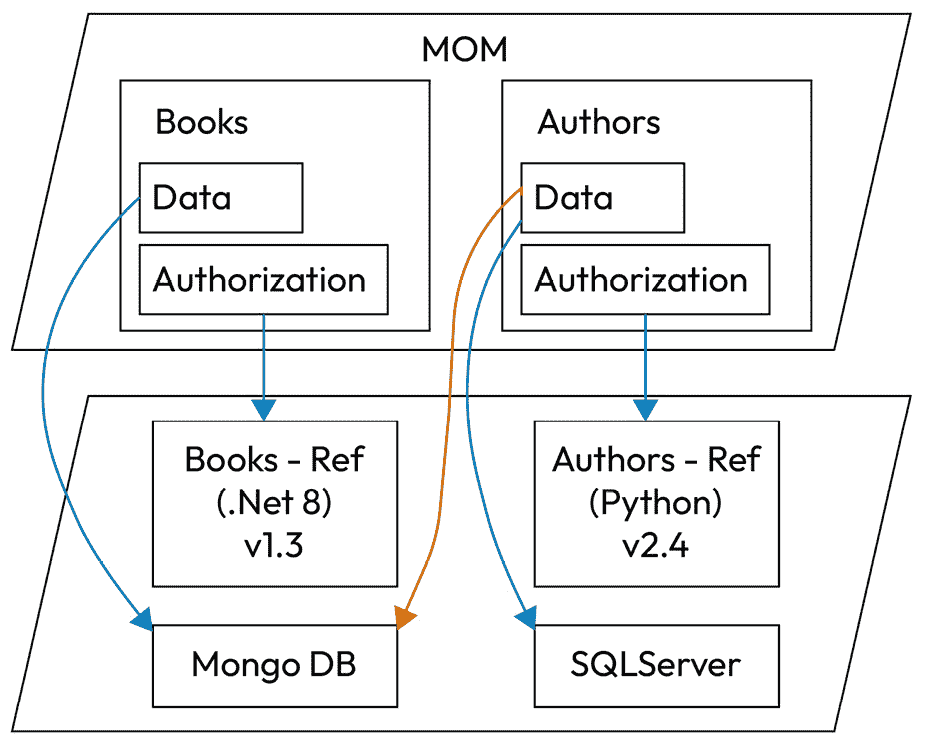 MOM
Books
Authors
Data
Data
Authorization
Authorization
Books - Ref
(.Net 8)
v1.3
Authors - Ref
(Python)
v2.4
Mongo DB
SQLServer